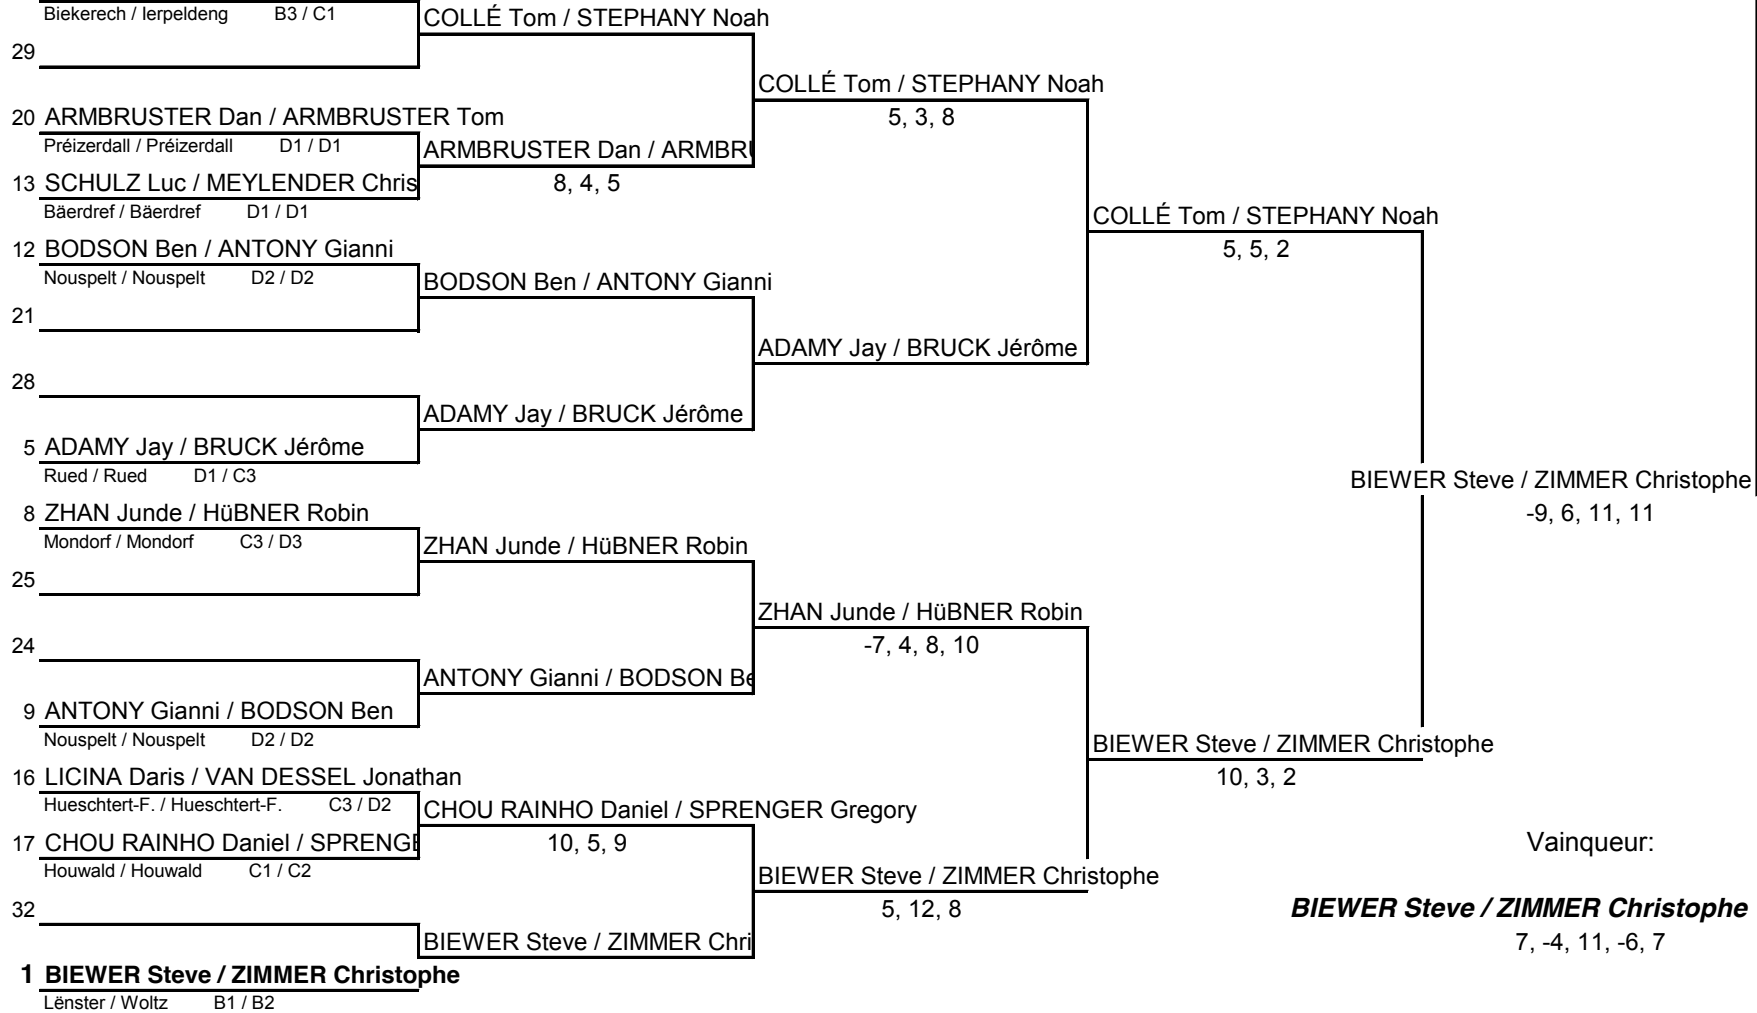 Biekerech / Ierpeldeng B3 / C1
COLLÉ Tom / STEPHANY Noah
29
COLLÉ Tom / STEPHANY Noah
5, 3, 8
20 ARMBRUSTER Dan / ARMBRUSTER Tom
Préizerdall / Préizerdall D1 / D1
ARMBRUSTER Dan / ARMBRU
8, 4, 5
13 SCHULZ Luc / MEYLENDER Chris
Bäerdref / Bäerdref D1 / D1
COLLÉ Tom / STEPHANY Noah
5, 5, 2
12 BODSON Ben / ANTONY Gianni
Nouspelt / Nouspelt D2 / D2
BODSON Ben / ANTONY Gianni
21
ADAMY Jay / BRUCK Jérôme
28
ADAMY Jay / BRUCK Jérôme
5 ADAMY Jay / BRUCK Jérôme
Rued / Rued D1 / C3
BIEWER Steve / ZIMMER Christophe
-9, 6, 11, 11
8 ZHAN Junde / HüBNER Robin
Mondorf / Mondorf C3 / D3
ZHAN Junde / HüBNER Robin
25
ZHAN Junde / HüBNER Robin
-7, 4, 8, 10
24
ANTONY Gianni / BODSON Be
9 ANTONY Gianni / BODSON Ben
Nouspelt / Nouspelt D2 / D2
BIEWER Steve / ZIMMER Christophe
10, 3, 2
16 LICINA Daris / VAN DESSEL Jonathan
Hueschtert-F. / Hueschtert-F. C3 / D2
CHOU RAINHO Daniel / SPRENGER Gregory
10, 5, 9
17 CHOU RAINHO Daniel / SPRENGE
Houwald / Houwald C1 / C2
BIEWER Steve / ZIMMER Christophe
5, 12, 8
32
BIEWER Steve / ZIMMER Chri
1 BIEWER Steve / ZIMMER Christophe
Lënster / Woltz B1 / B2
Vainqueur:
BIEWER Steve / ZIMMER Christophe
7, -4, 11, -6, 7